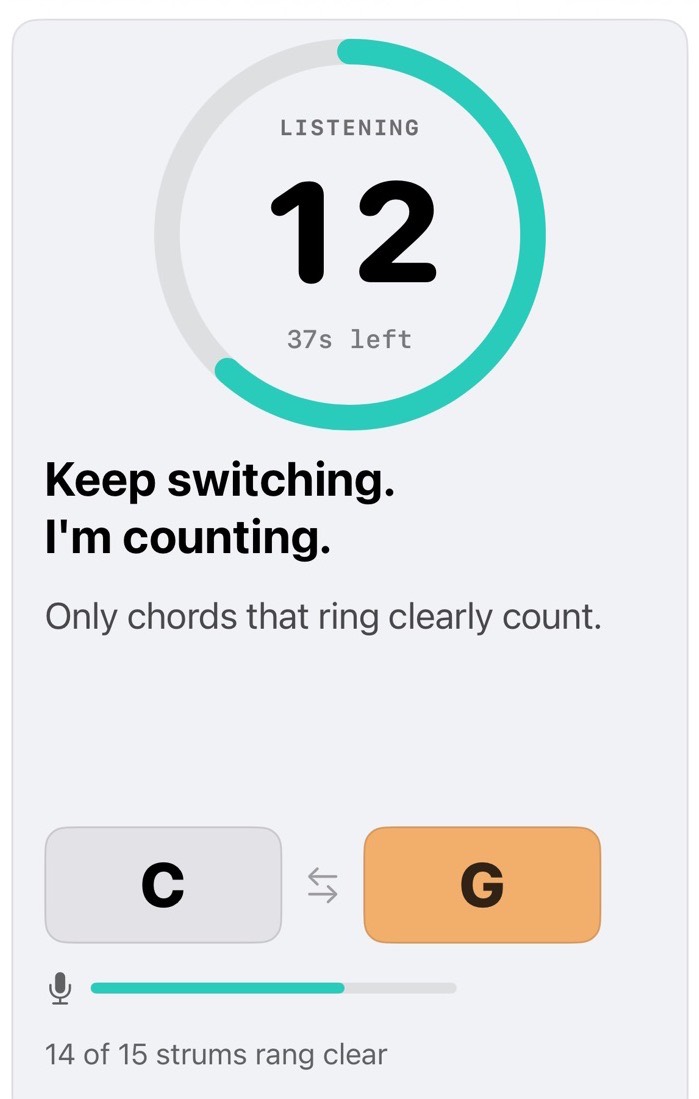 LISTENING
12
37s left
Keep switching.
I'm counting.
Only chords that ring clearly count.
C
G
14 of 15 strums rang clear